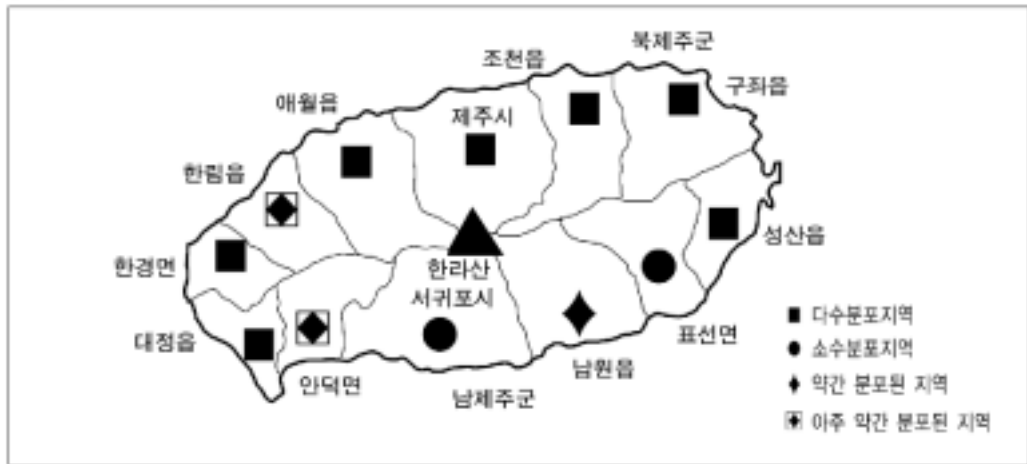 북제주군
조천읍
구좌읍
애월읍
제주시
한림읍
성산읍
한경면
한라산
서귀포시
대정읍
표선면
남원읍
안덕면
남제주군
다수분포지역
소수분포지역
약간 분포된 지역
아주 약간 분포된 지역